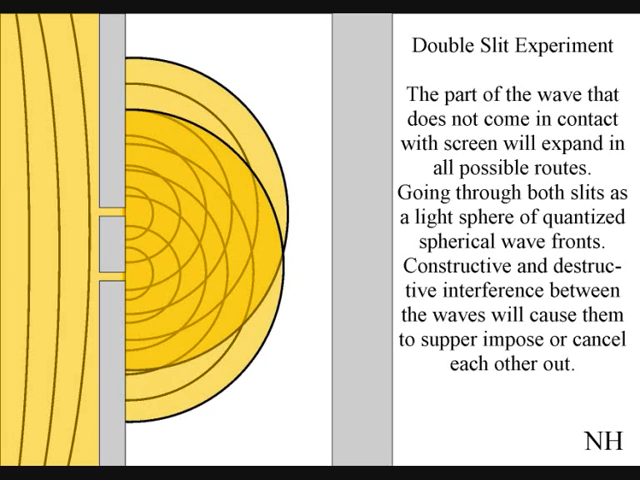 Double Slit Experiment
The part of the wave that
does not come in contact
with screen will expand in
all possible routes.
Going through both slits as
a light sphere of quantized
spherical wave fronts.
Constructive and destruc-
tive interference between
the waves will cause them
to supper impose or cancel
each other out.
NH